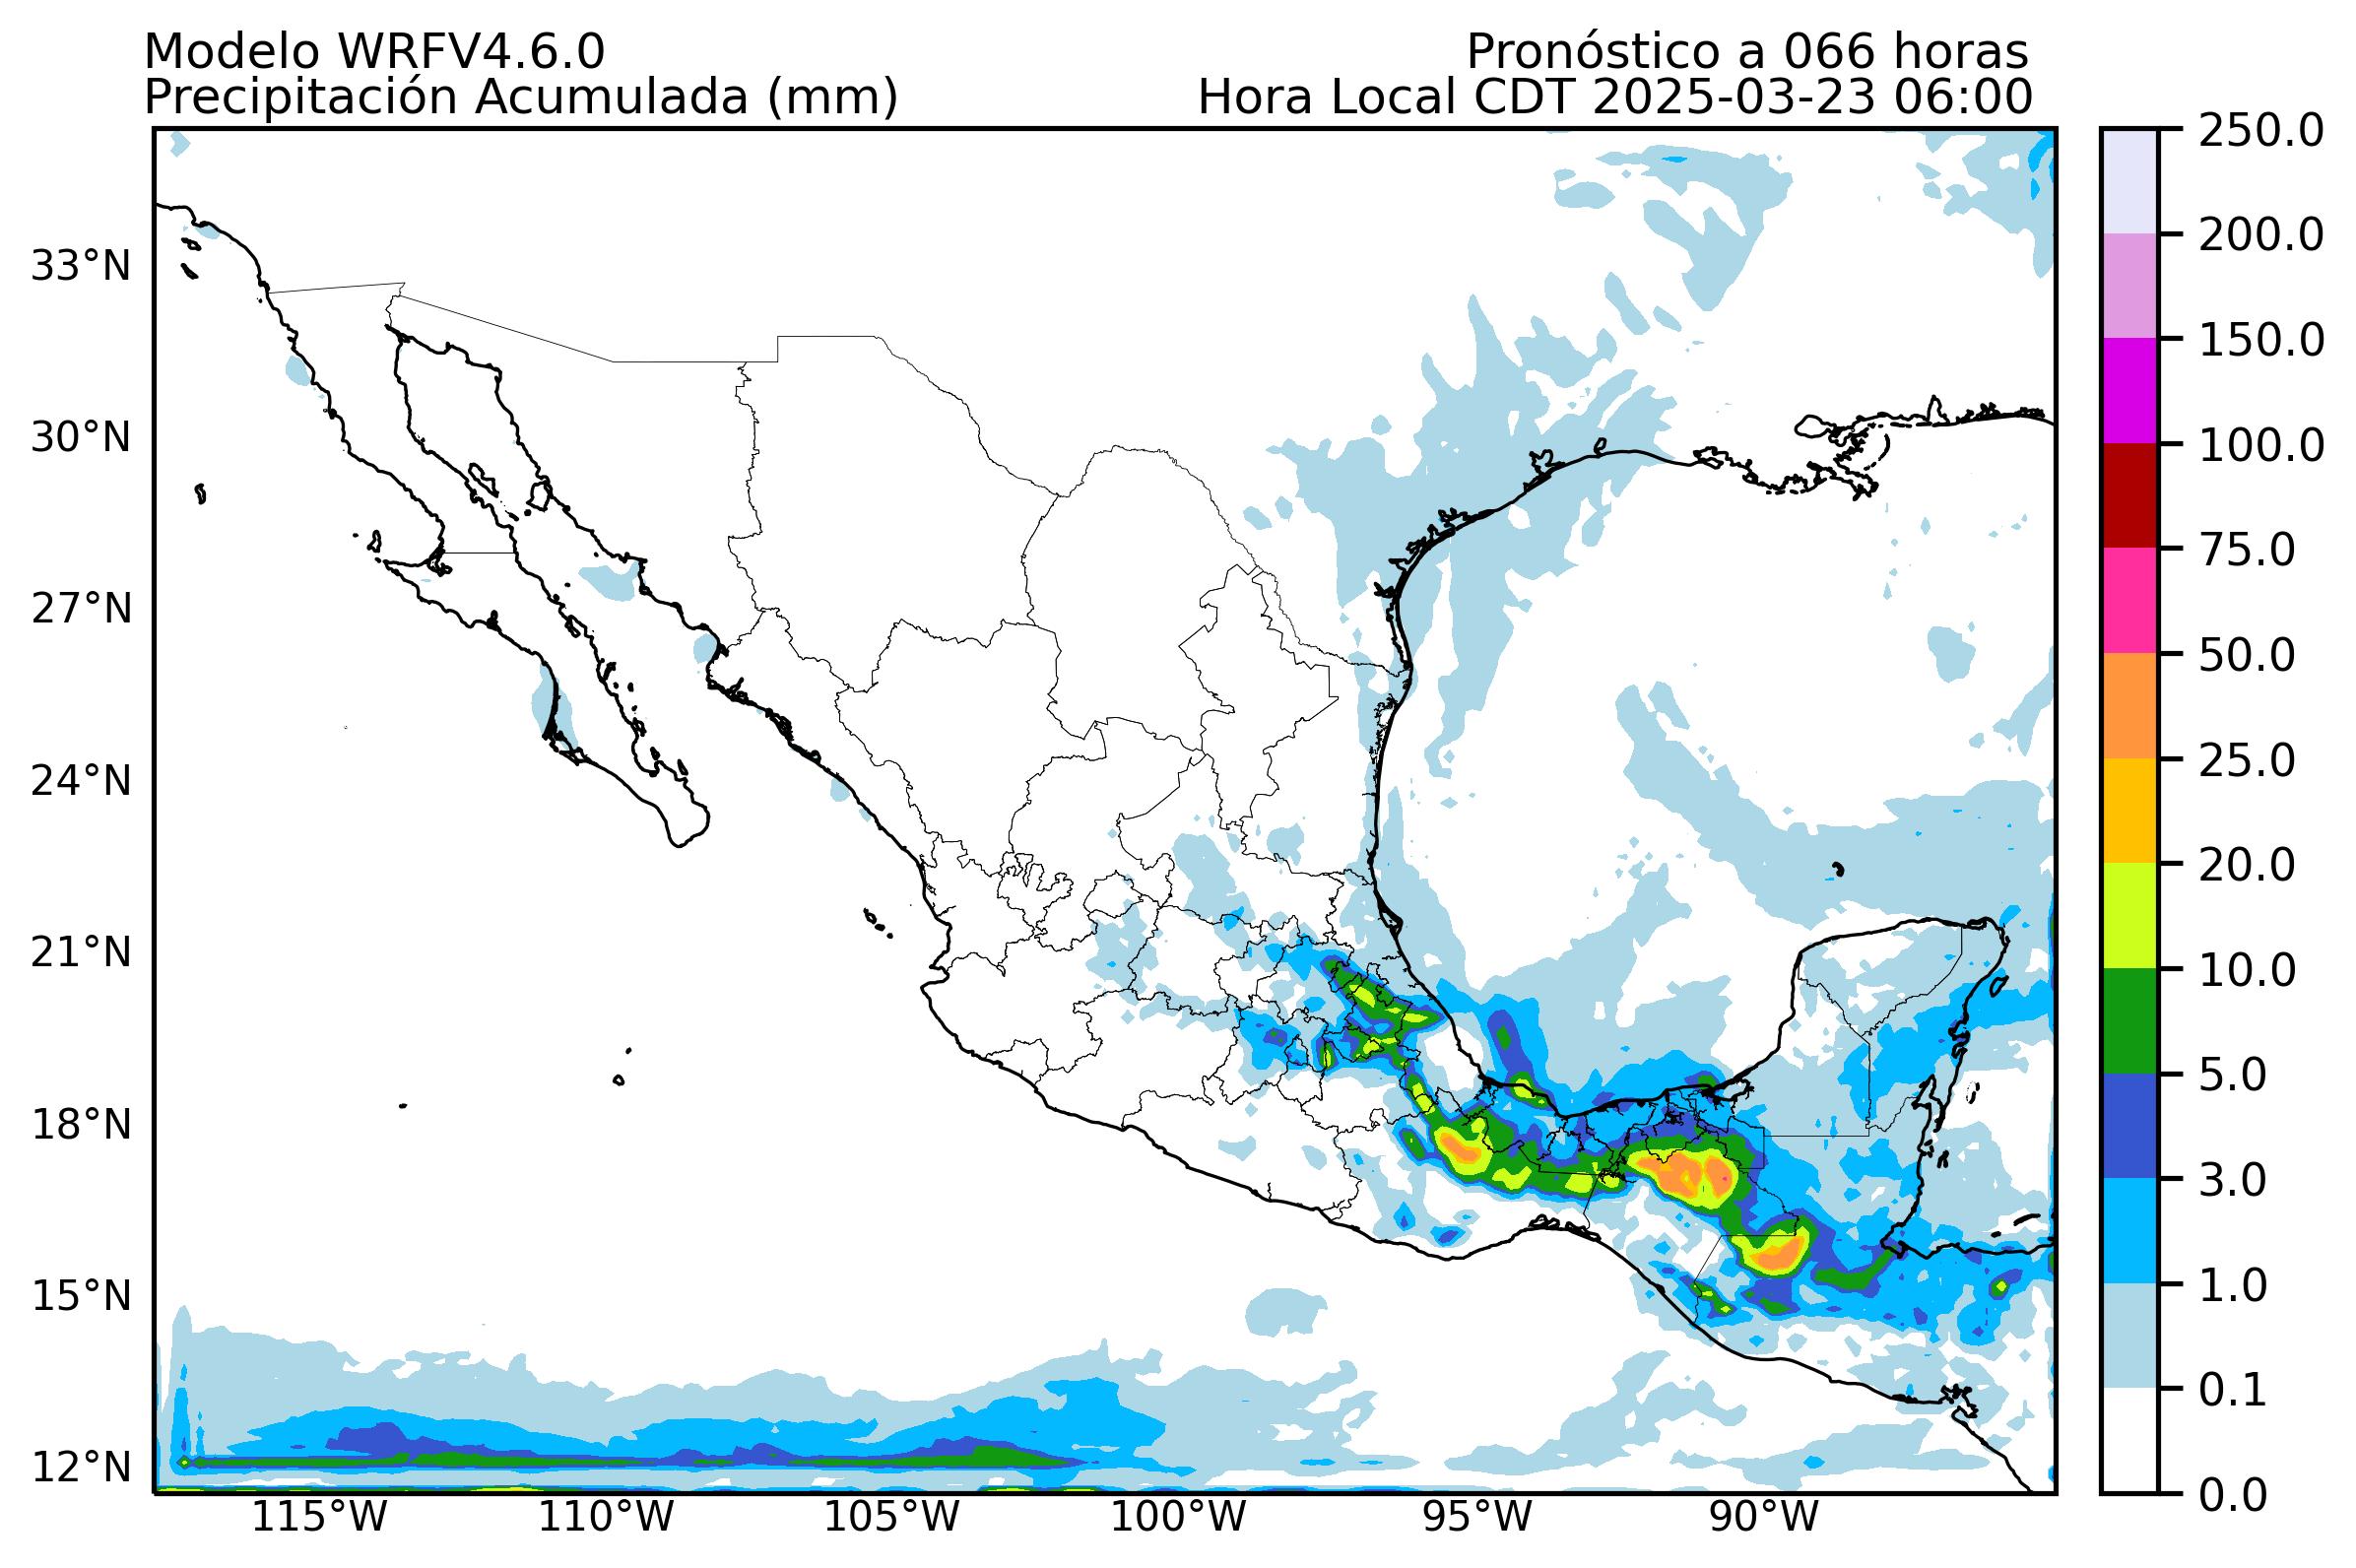 Modelo WRFV4.6.0
Pronóstico a 066 horas
Precipitación Acumulada (mm)
Hora Local CDT 2025-03-23 06:00
33°N
30°N
27°N
24°N
21°N
18°N
15°N
12°N
115°W
110°W
105°W
100°W
95°W
90°W
250.0
200.0
150.0
100.0
75.0
50.0
25.0
20.0
10.0
5.0
3.0
1.0
0.1
0.0